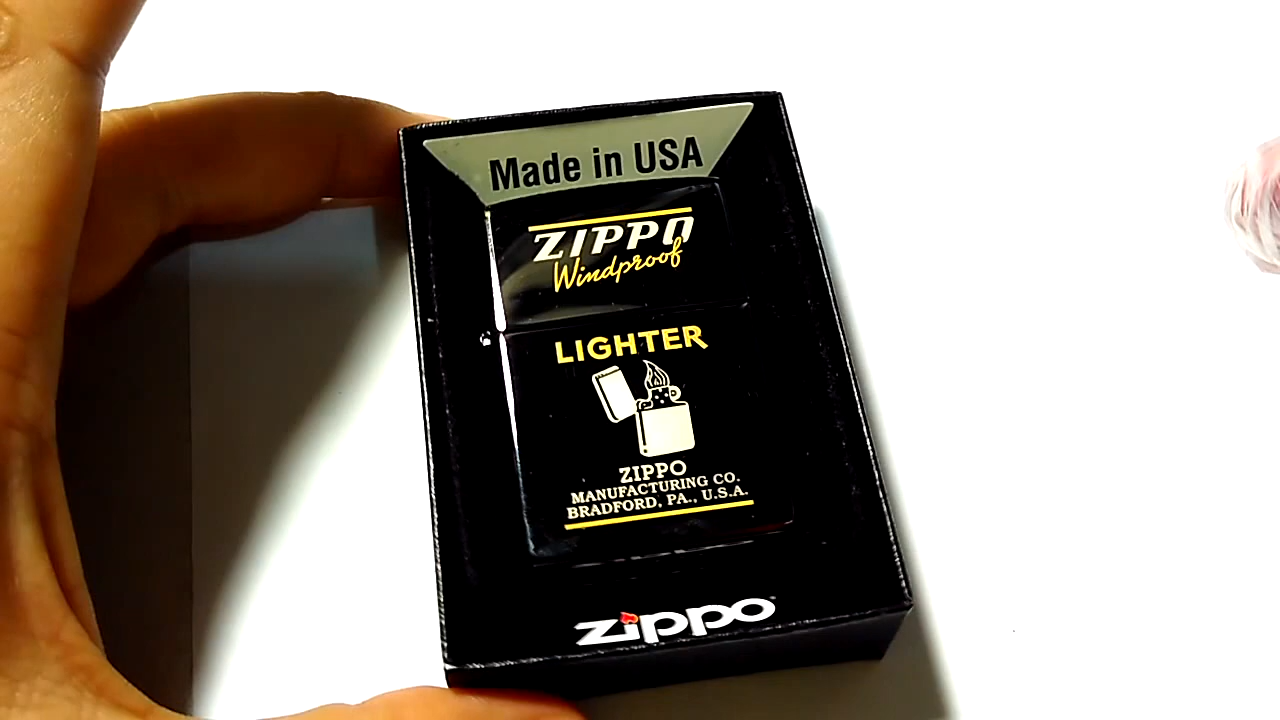 Made in USA
ZIPPO
Windproof
LIGHTER
ZIPPO
MANUFACTURING CO.
BRADFORD, PA., U.S.A.
zippo